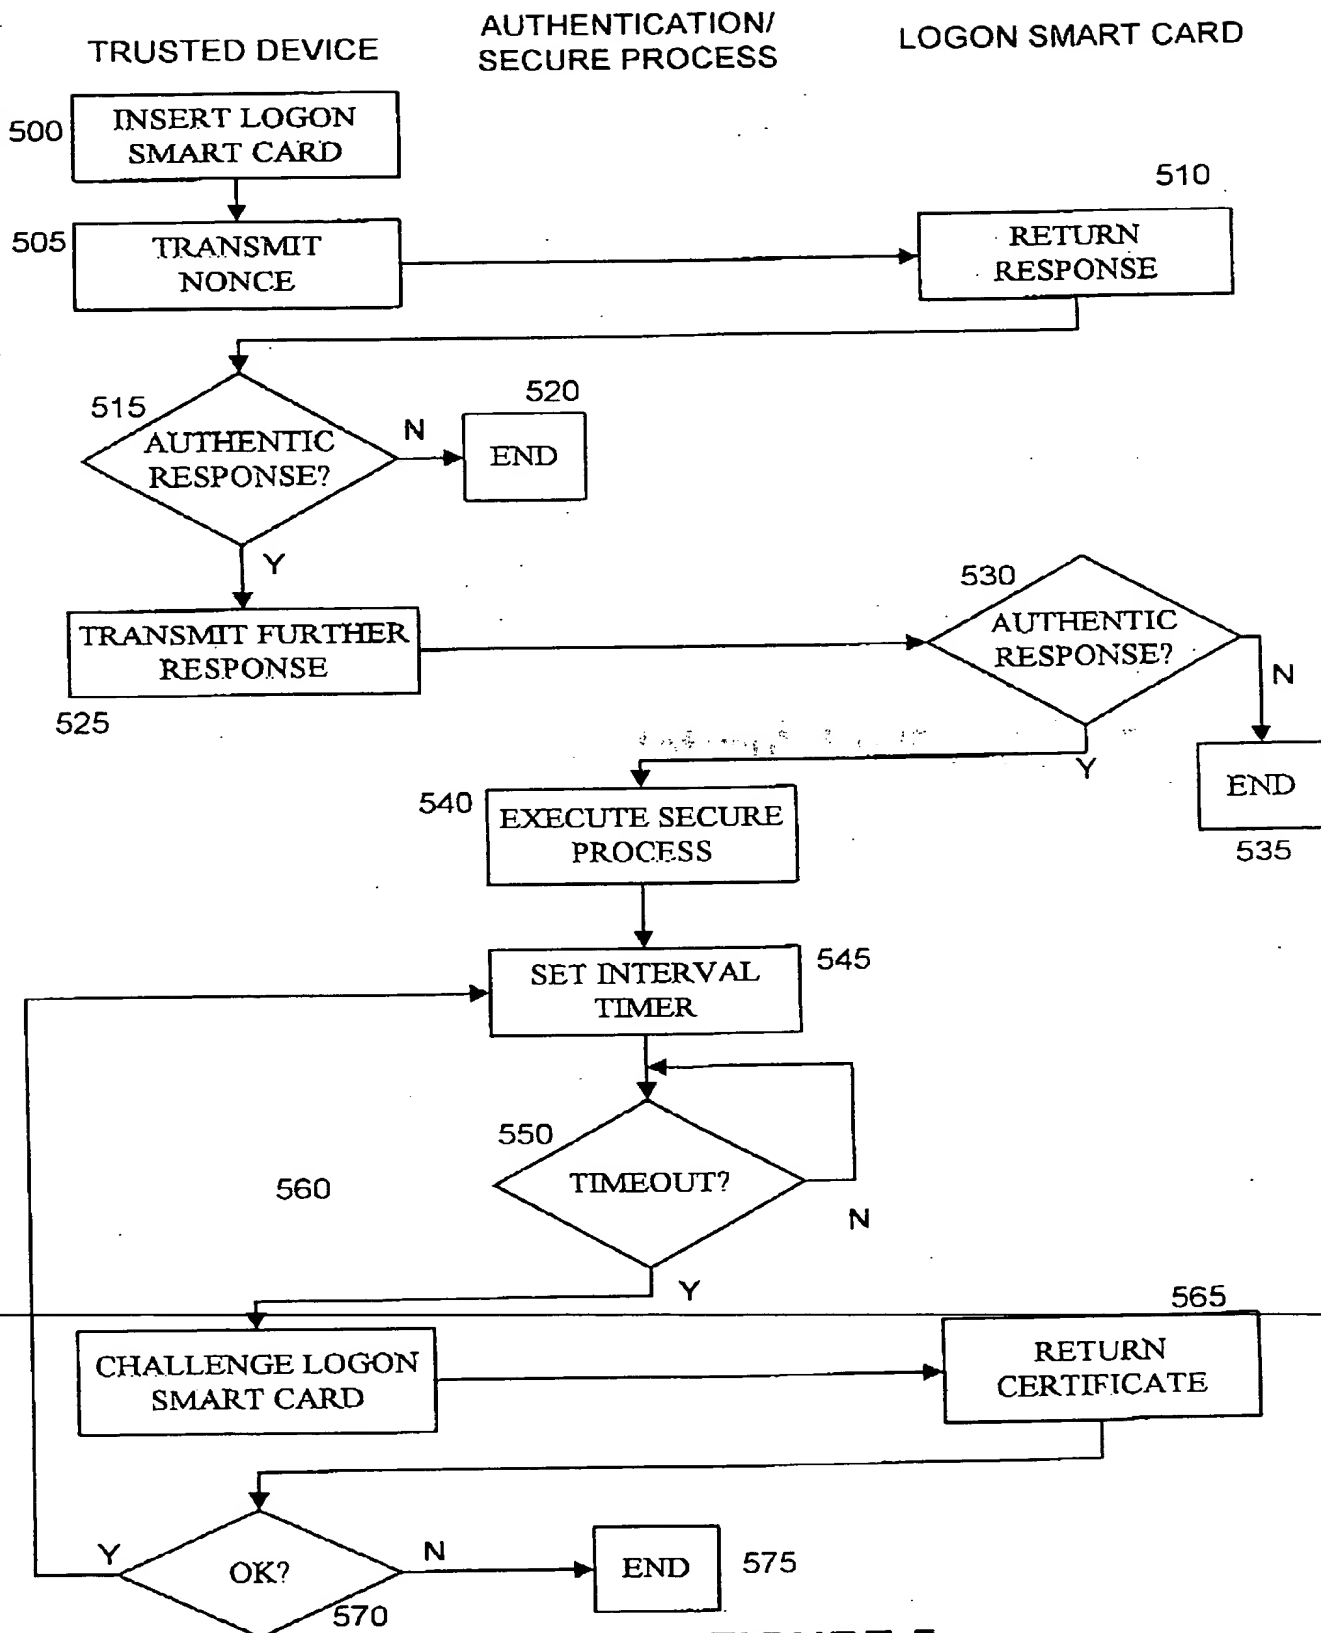 TRUSTED DEVICE
AUTHENTICATION/
SECURE PROCESS
LOGON SMART CARD
500
INSERT LOGON
SMART CARD
510
505
TRANSMIT
NONCE
RETURN
RESPONSE
515
AUTHENTIC
RESPONSE?
N
520
END
Y
530
AUTHENTIC
RESPONSE?
N
TRANSMIT FURTHER
RESPONSE
525
Y
END
535
540
EXECUTE SECURE
PROCESS
545
SET INTERVAL
TIMER
550
TIMEOUT?
N
560
Y
565
CHALLENGE LOGON
SMART CARD
RETURN
CERTIFICATE
Y
OK?
N
END
575
570